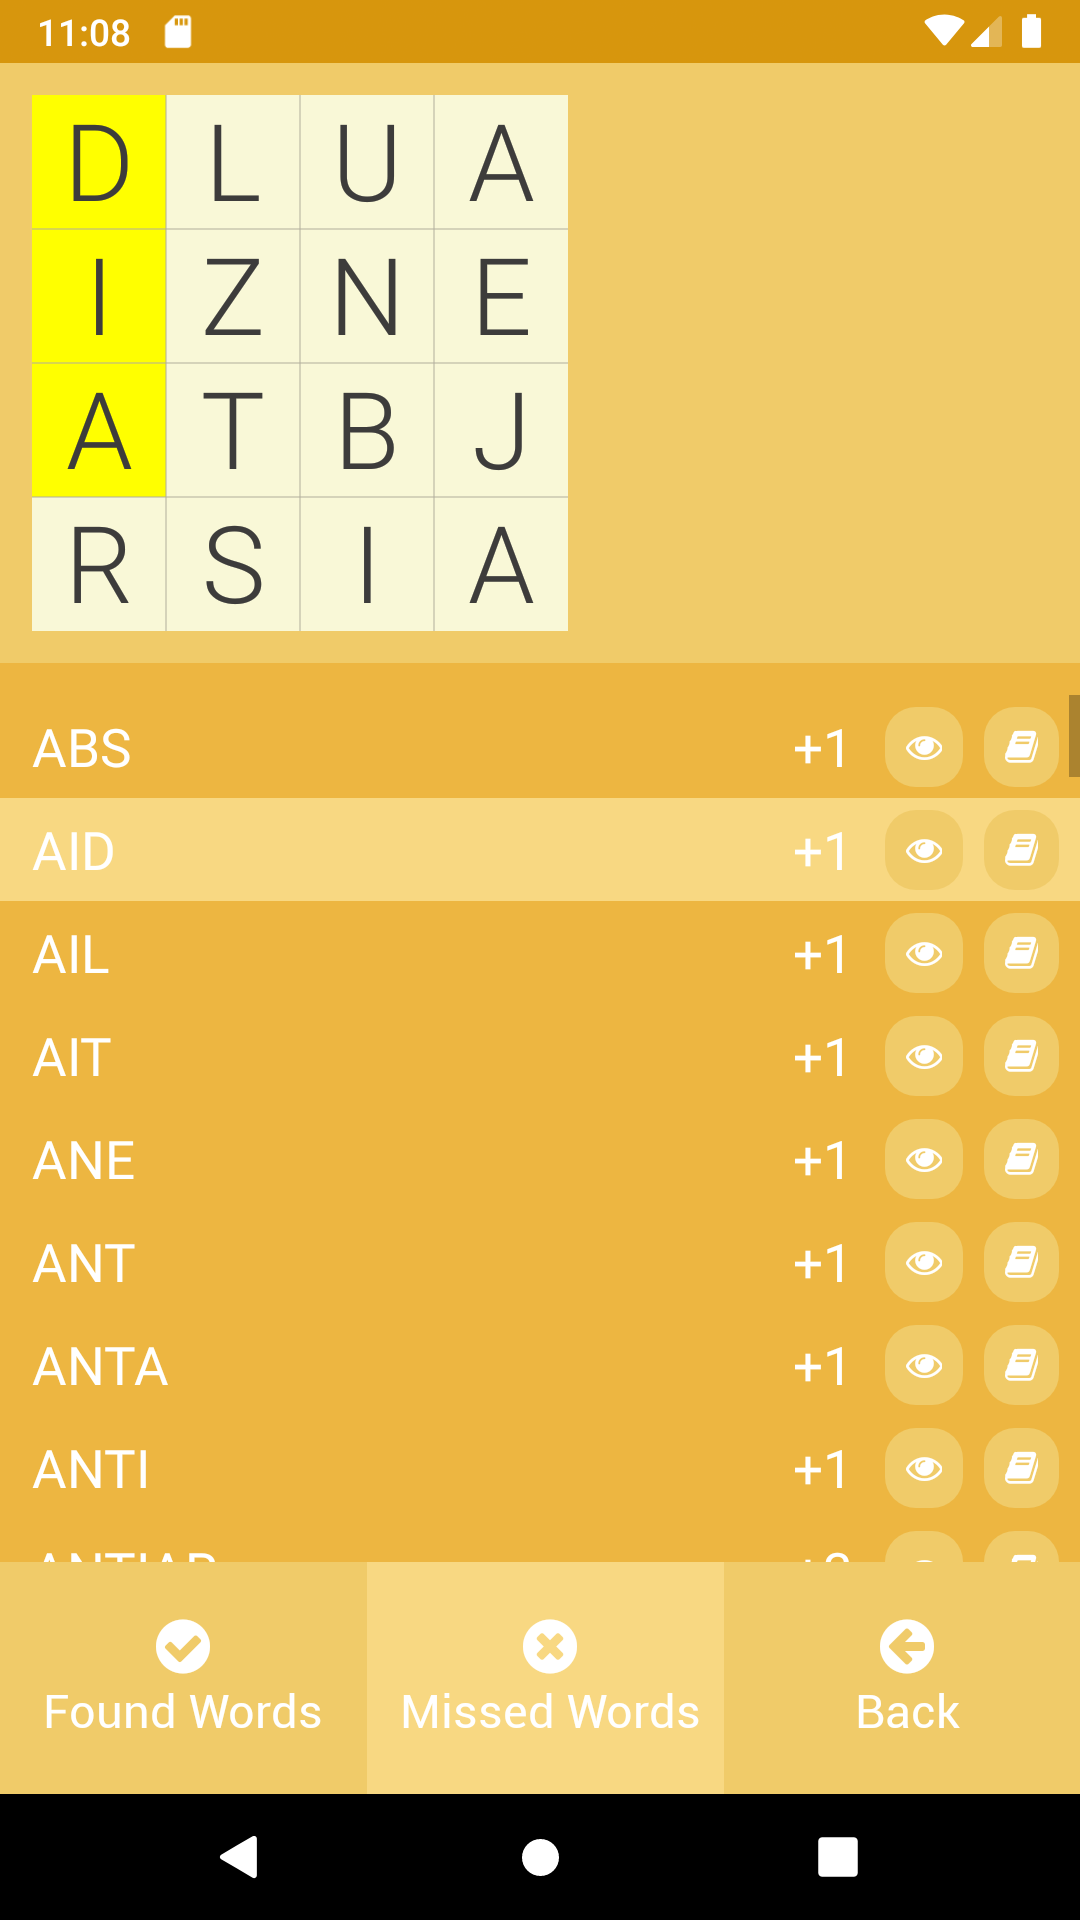 11:08
D L U A
I Z N E
A T B J
R S I A
ABS +1
AID +1
AIL +1
AIT +1
ANE +1
ANT +1
ANTA +1
ANTI +1
Found Words Missed Words Back